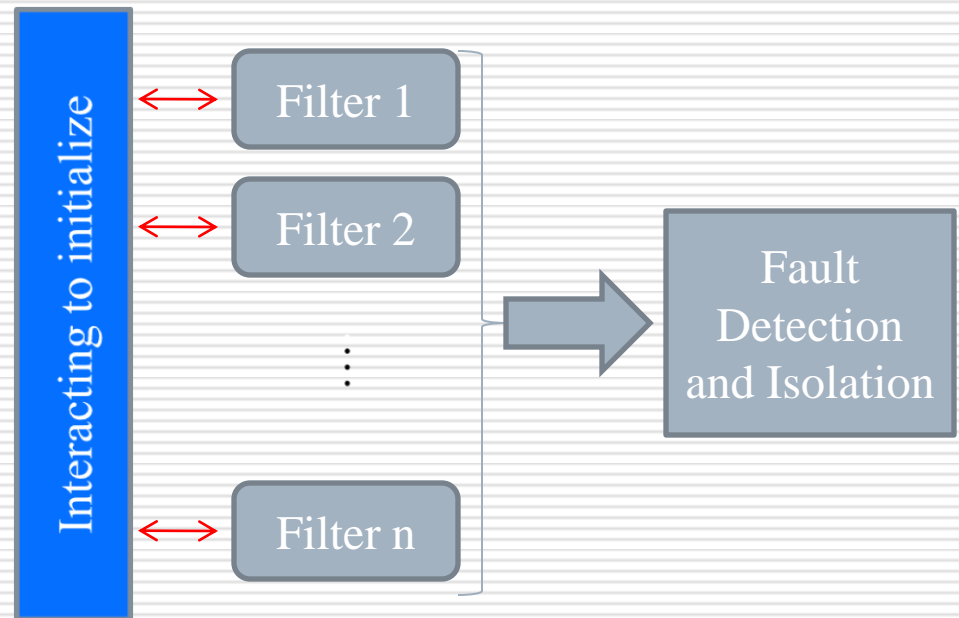 Interacting to initialize
Filter 1
Filter 2
⋮
Filter n
Fault
Detection
and Isolation